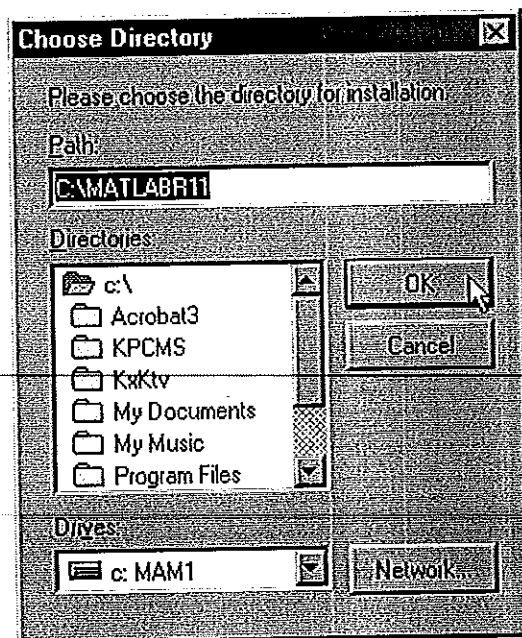 Choose Directory
Please choose the directory for installation.
Path:
C:\MATLABR11
Directories:
c:\
OK
Acrobat3
KPCMS
Cancel
KxKtv
My Documents
My Music
Program Files
Drives:
c: MAM1
Network...